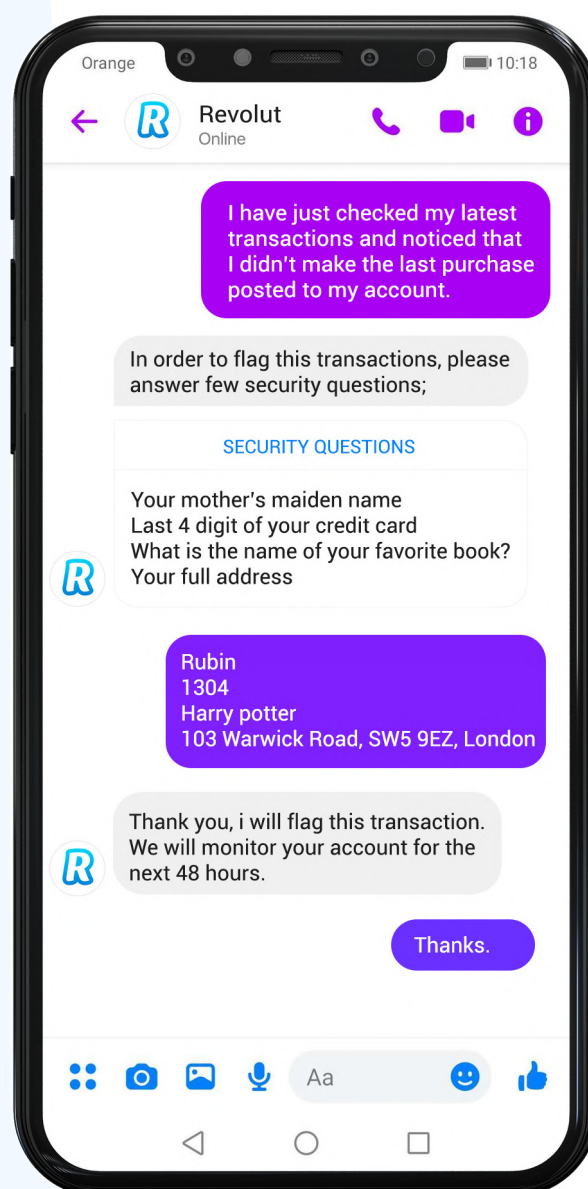 Orange
10:18
Revolut
Online
I have just checked my latest
transactions and noticed that
I didn't make the last purchase
posted to my account.
In order to flag this transactions, please
answer few security questions;
SECURITY QUESTIONS
Your mother's maiden name
Last 4 digit of your credit card
What is the name of your favorite book?
Your full address
R
Rubin
1304
Harry potter
103 Warwick Road, SW5 9EZ, London
Thank you, i will flag this transaction.
We will monitor your account for the
next 48 hours.
R
Thanks.
Aa